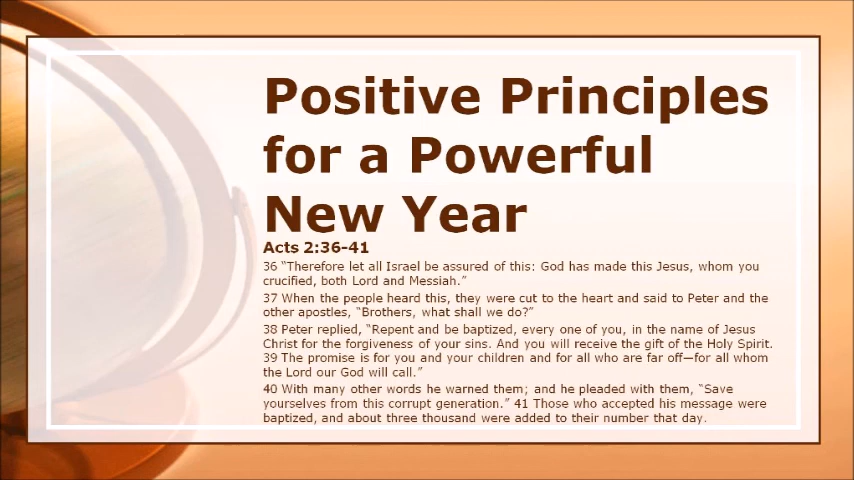 Positive Principles
for a Powerful
New Year
Acts 2:36-41
36 “Therefore let all Israel be assured of this: God has made this Jesus, whom you
crucified, both Lord and Messiah.”
37 When the people heard this, they were cut to the heart and said to Peter and the
other apostles, “Brothers, what shall we do?”
38 Peter replied, “Repent and be baptized, every one of you, in the name of Jesus
Christ for the forgiveness of your sins. And you will receive the gift of the Holy Spirit.
39 The promise is for you and your children and for all who are far off—for all whom
the Lord our God will call.”
40 With many other words he warned them; and he pleaded with them, “Save
yourselves from this corrupt generation.” 41 Those who accepted his message were
baptized, and about three thousand were added to their number that day.